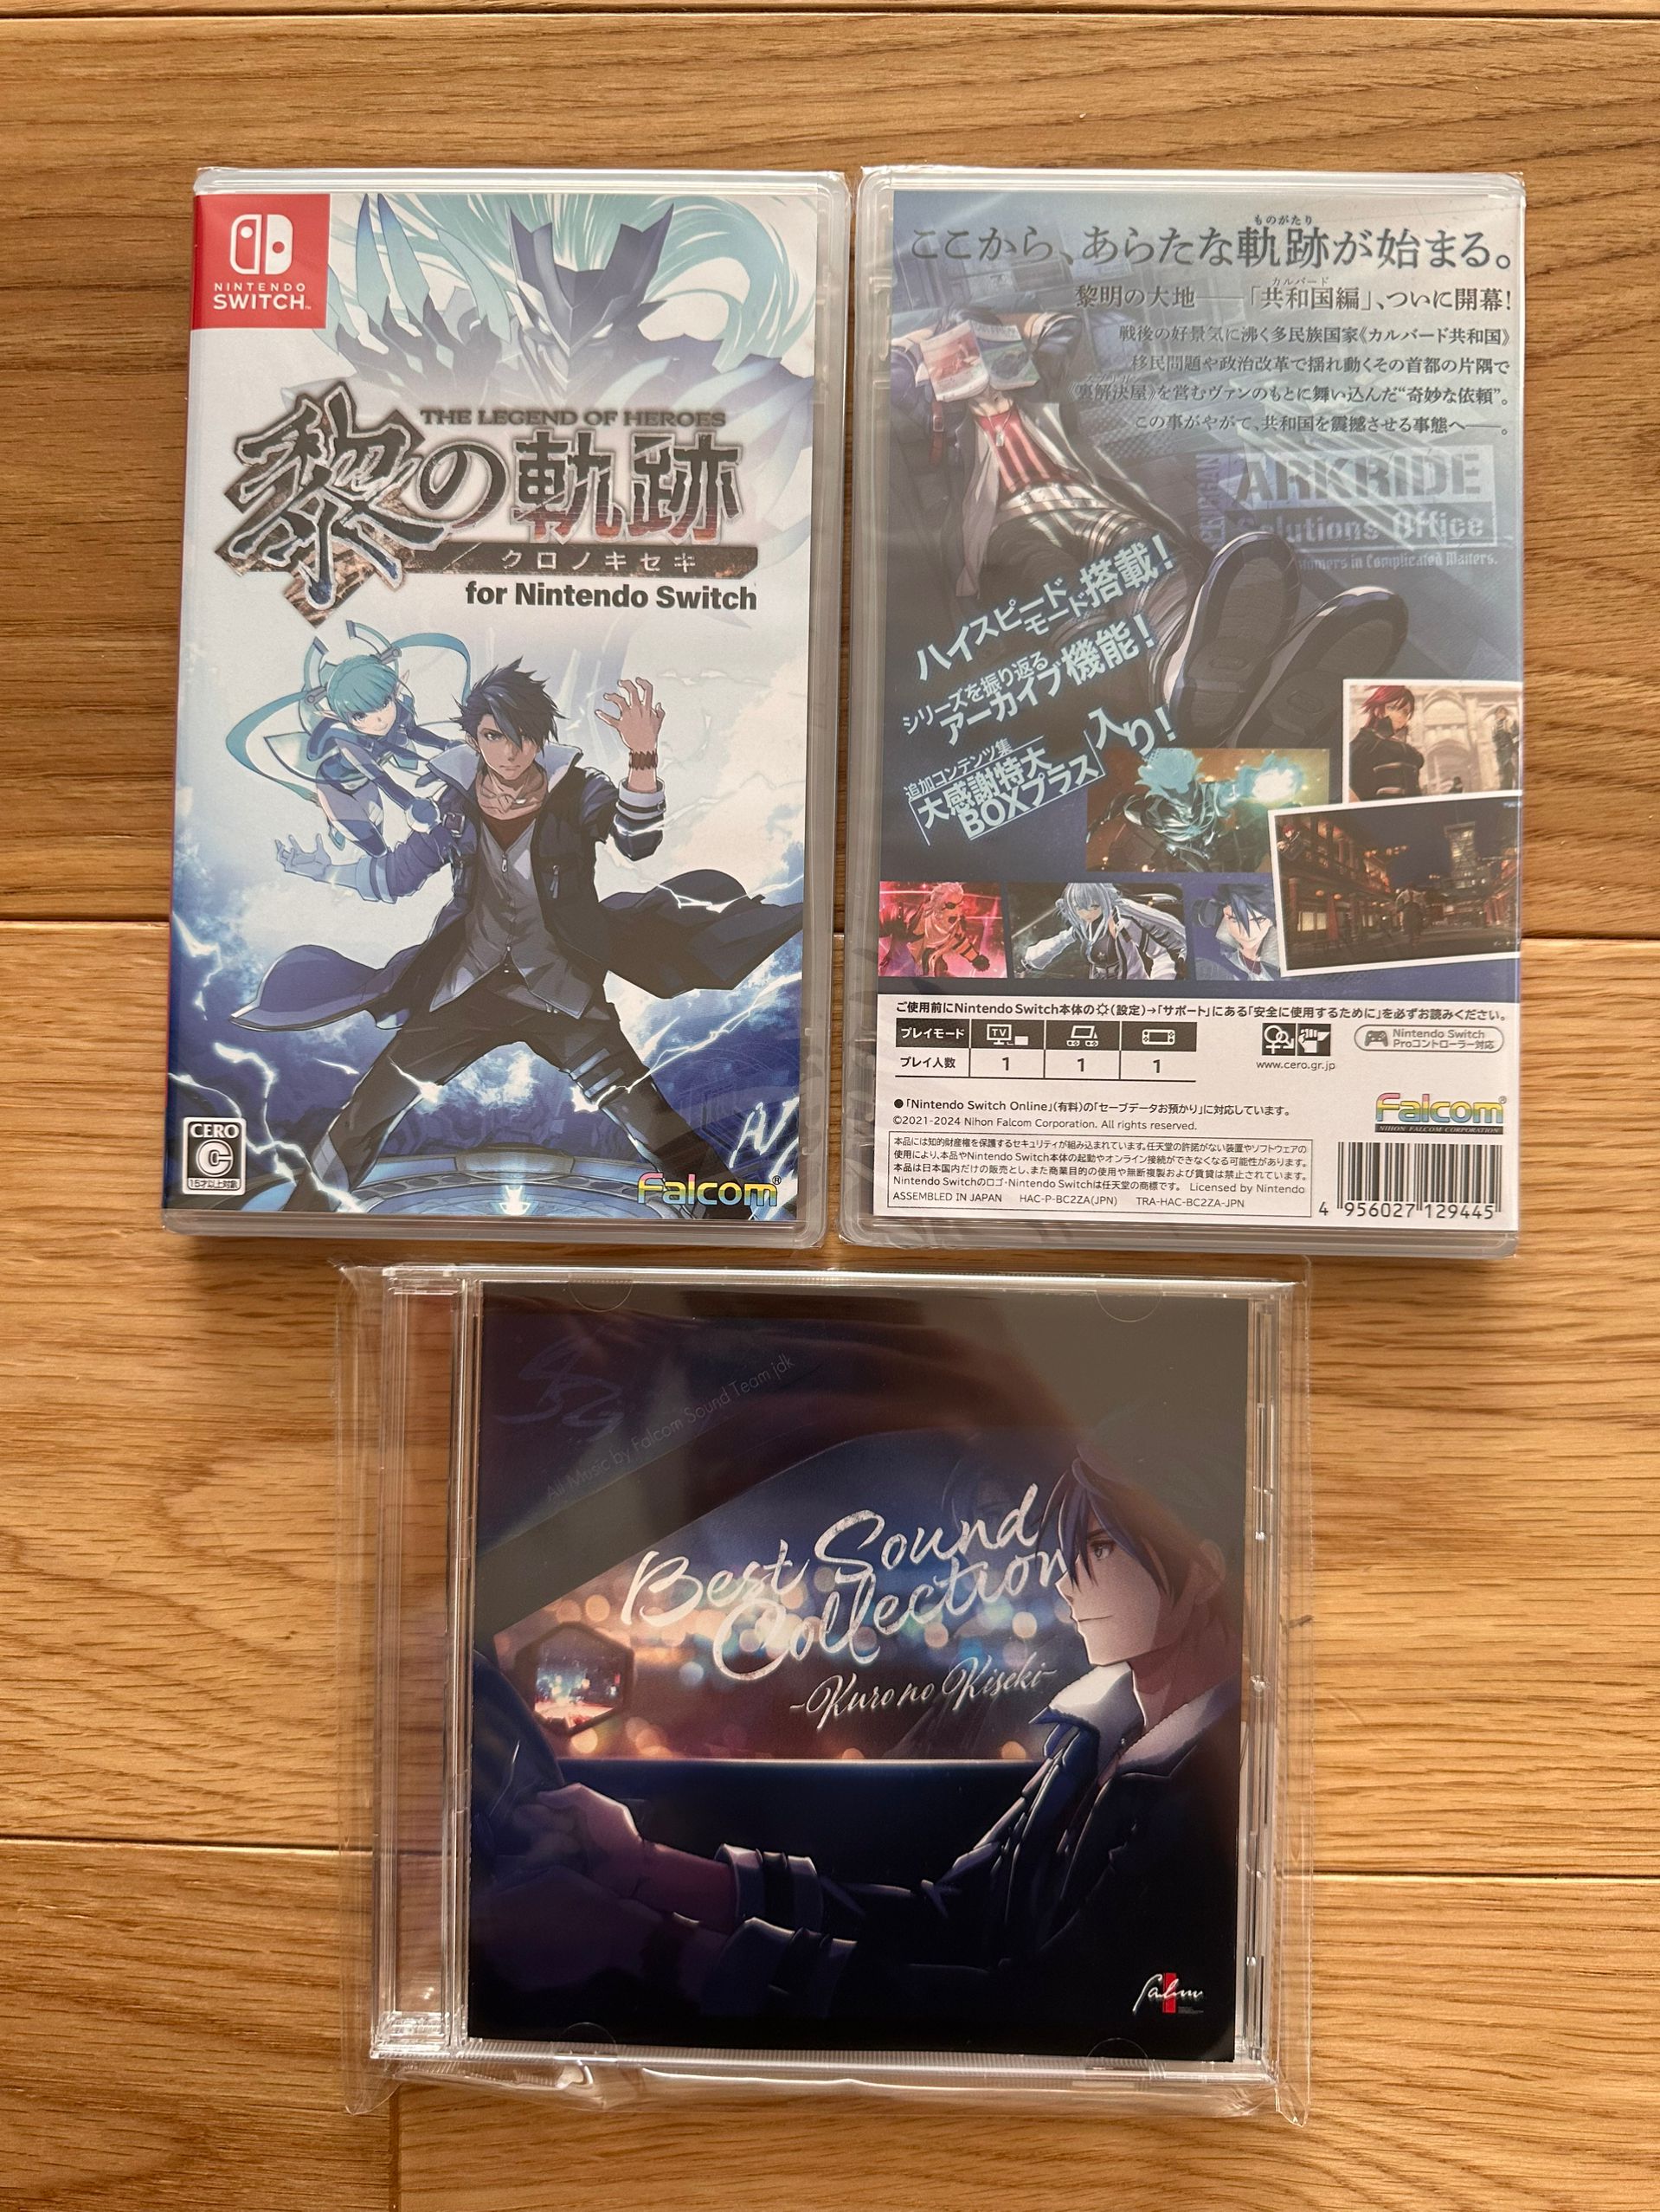 NINTENDO
SWITCH™
THE LEGEND OF HEROES
黎の軌跡
クロノキセキ
for Nintendo Switch
CERO
C
15才以上対象
Falcom®
ものがたり
ここから、あらたな軌跡が始まる。
カルバード
黎明の大地――「共和国編」、ついに開幕!
戦後の好景気に沸く多民族国家《カルバード共和国》
移民問題や政治改革で揺れ動くその首都の片隅で
《裏解決屋》を営むヴァンのもとに舞い込んだ“奇妙な依頼”。
この事がやがて、共和国を震撼させる事態へ――。
ARKRIDE
Solutions Office
in Complicated Matters.
ハイスピード
モード搭載!
シリーズを振り返る
アーカイブ機能!
追加コンテンツ集
大感謝特大
BOXプラス入り!
ご使用前にNintendo Switch本体の(設定)→「サポート」にある「安全に使用するために」を必ずお読みください。
プレイモード TV
プレイ人数 1 1 1
www.cero.gr.jp
Nintendo Switch
Proコントローラー対応
●「Nintendo Switch Online」(有料)の「セーブデータお預かり」に対応しています。
©2021-2024 Nihon Falcom Corporation. All rights reserved.
Falcom®
NIHON FALCOM CORPORATION
本品には知的財産権を保護するセキュリティが組み込まれています。任天堂の許諾がない装置やソフトウェアの
使用により、本品やNintendo Switch本体の起動やオンライン接続ができなくなる可能性があります。
本品は日本国内だけの販売とし、また商業目的の使用や無断複製および賃貸は禁止されています。
Nintendo Switchのロゴ・Nintendo Switchは任天堂の商標です。 Licensed by Nintendo
ASSEMBLED IN JAPAN HAC-P-BC2ZA(JPN) TRA-HAC-BC2ZA-JPN
4 956027 129445
All Music by Falcom Sound Team jdk
Best Sound
Collection
-Kuro no Kiseki-
falcom